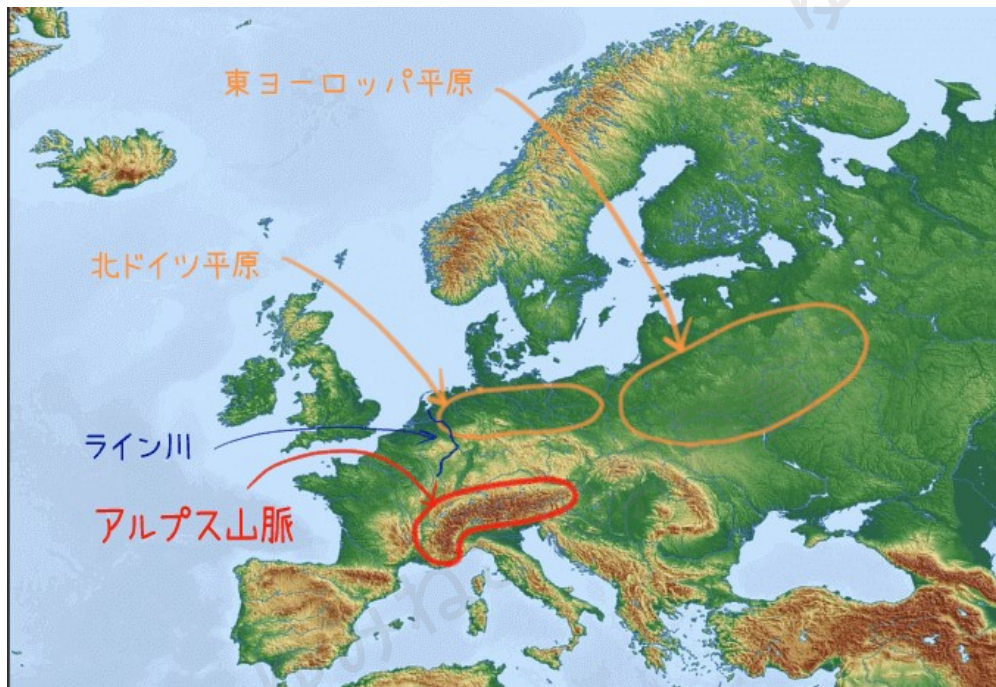 東ヨーロッパ平原
北ドイツ平原
ライン川
アルプス山脈